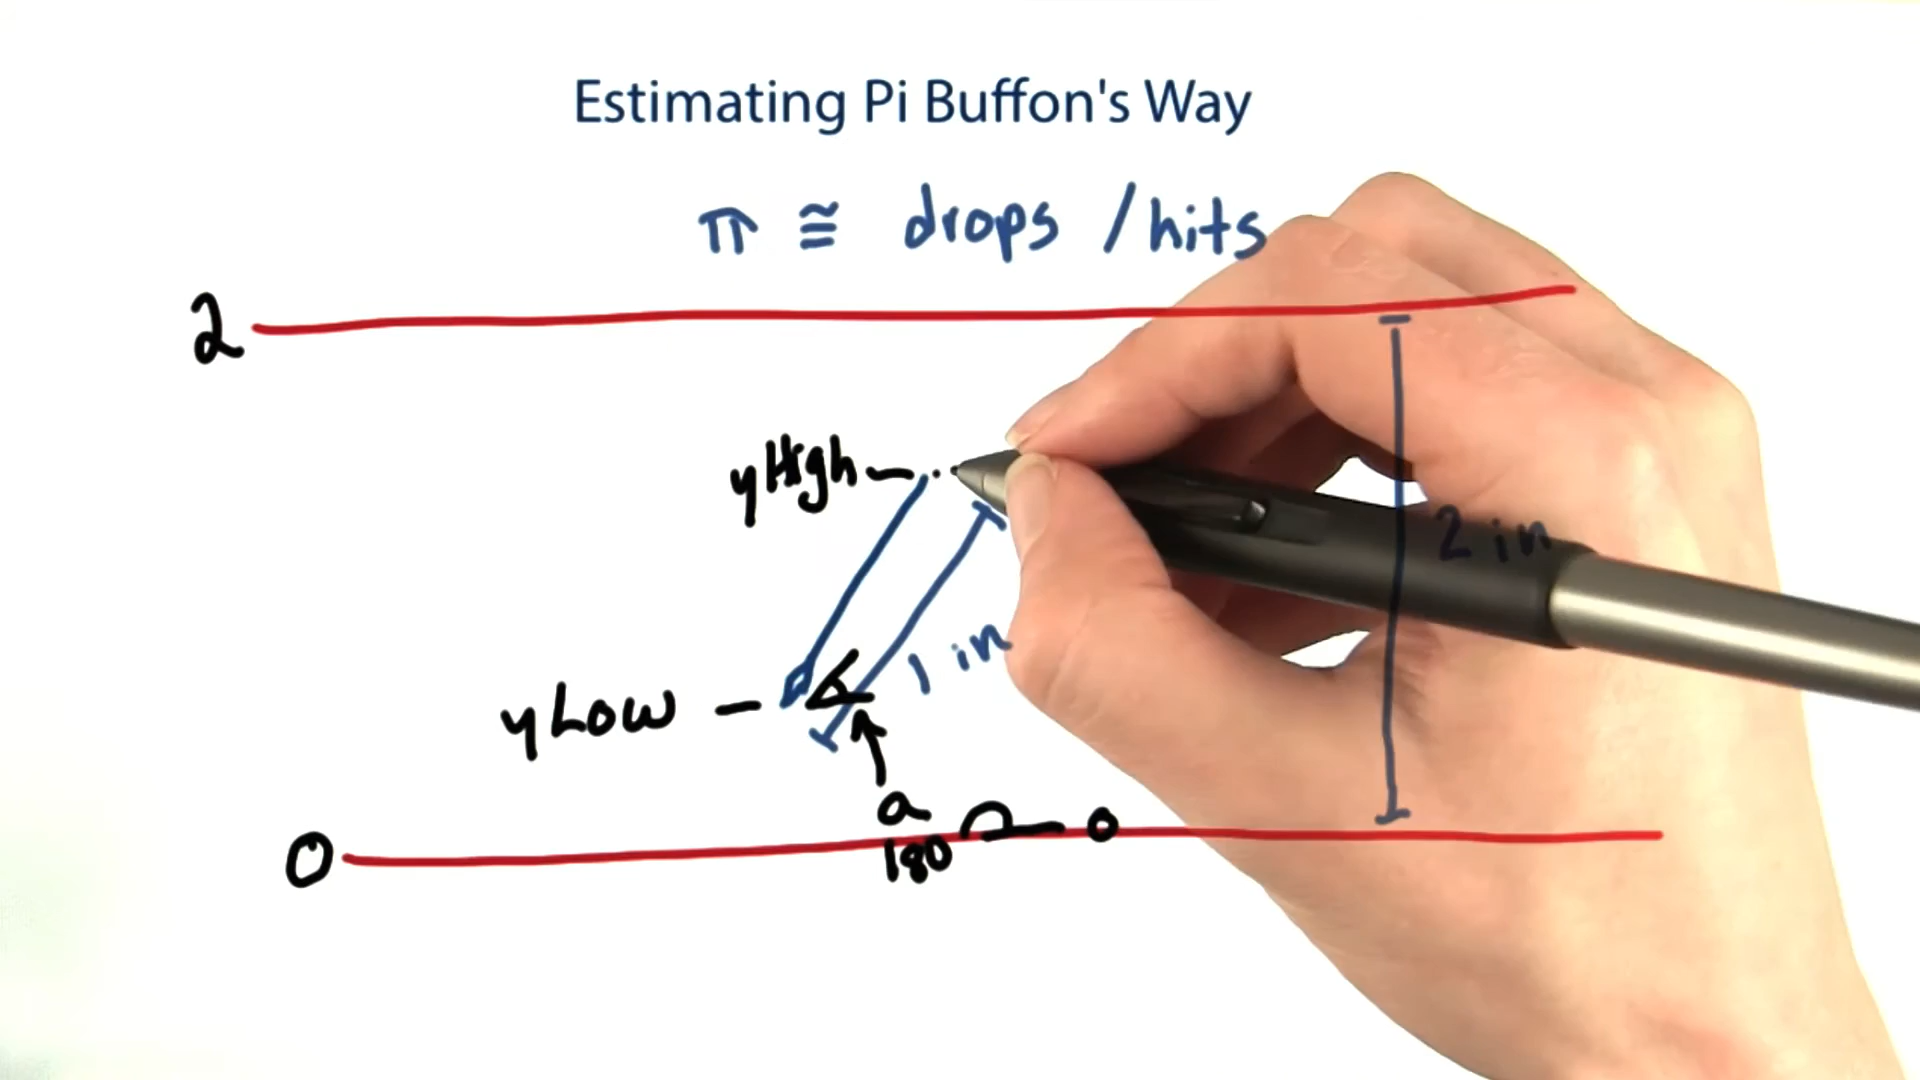 Estimating Pi Buffon's Way
π ≅ drops / hits
2
yHigh
2 in
1 in
yLow
a
0
180
0